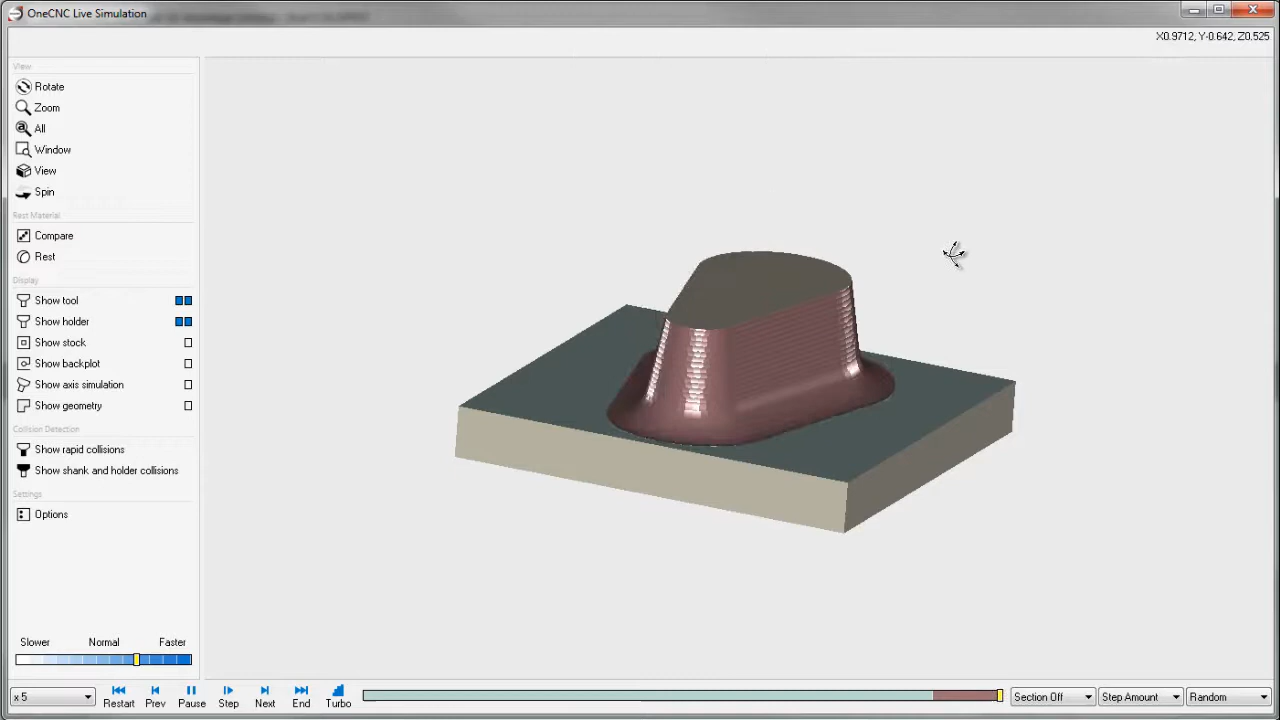 OneCNC Live Simulation
X0.9712, Y-0.642, Z0.525
View
Rotate
Zoom
All
Window
View
Spin
Rest Material
Compare
Rest
Display
Show tool
Show holder
Show stock
Show backplot
Show axis simulation
Show geometry
Collision Detection
Show rapid collisions
Show shank and holder collisions
Settings
Options
Slower Normal Faster
x 5 Restart Prev Pause Step Next End Turbo Section Off Step Amount Random